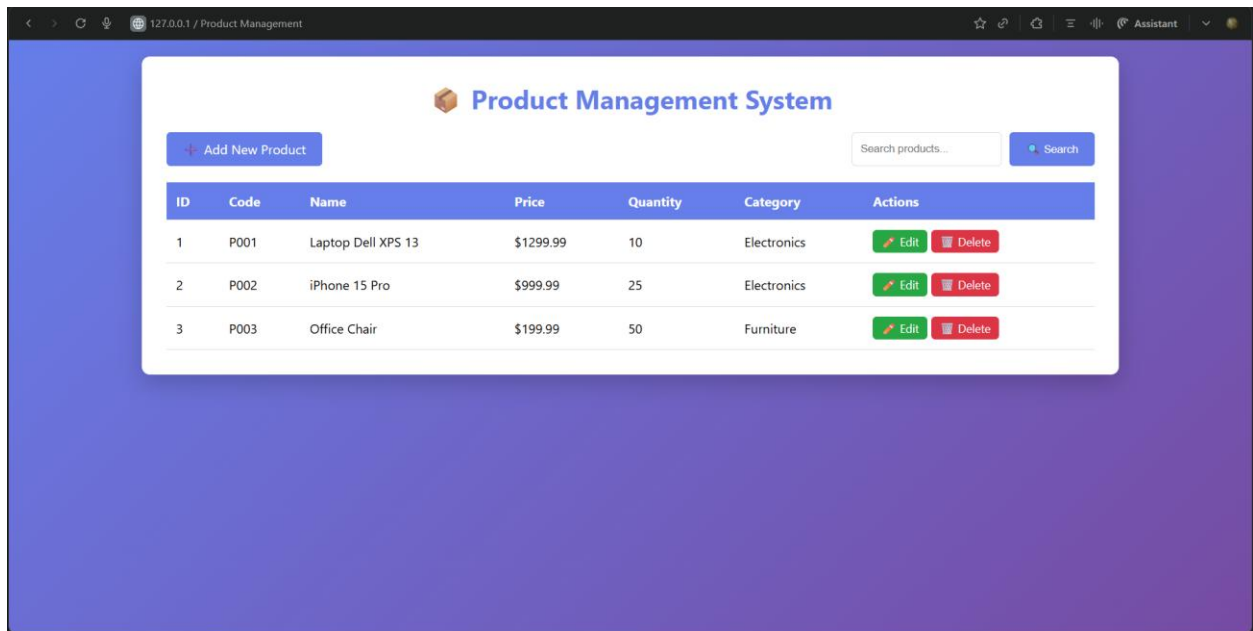 127.0.0.1 / Product Management
Assistant
📦 Product Management System
➕ Add New Product
Search products...
🔍 Search
ID Code Name Price Quantity Category Actions
1 P001 Laptop Dell XPS 13 $1299.99 10 Electronics ✏️ Edit 🗑️ Delete
2 P002 iPhone 15 Pro $999.99 25 Electronics ✏️ Edit 🗑️ Delete
3 P003 Office Chair $199.99 50 Furniture ✏️ Edit 🗑️ Delete